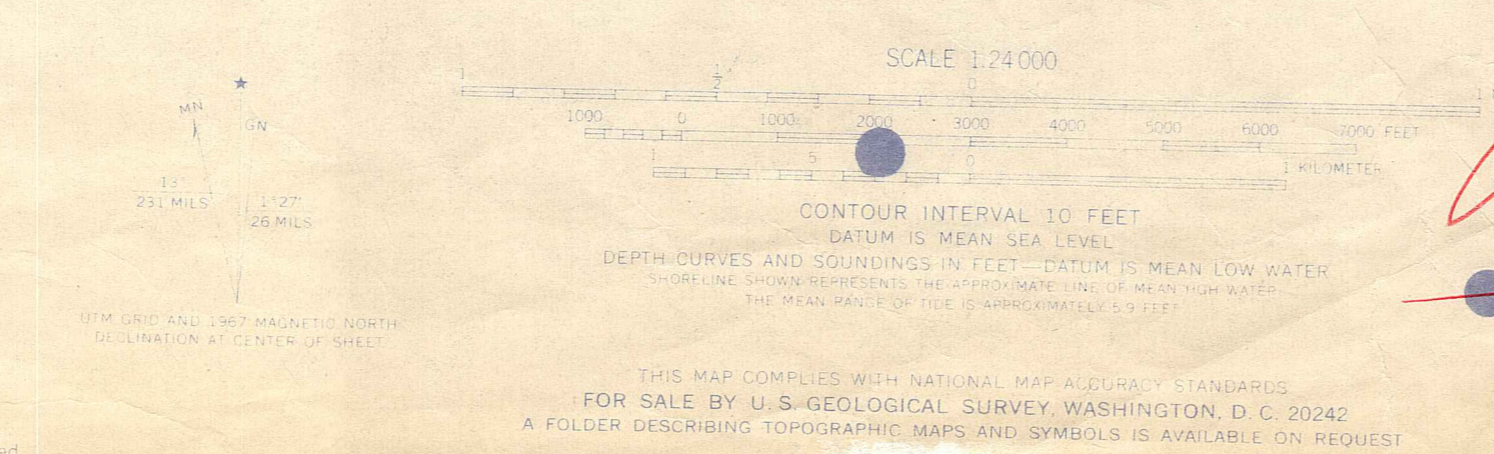 SCALE 1:24 000
1 ½ 0 1
1000 0 1000 2000 3000 4000 5000 6000 7000 FEET
1 5 0 1 KILOMETER
MN
GN
13°
231 MILS
1°27'
26 MILS
UTM GRID AND 1967 MAGNETIC NORTH
DECLINATION AT CENTER OF SHEET
CONTOUR INTERVAL 10 FEET
DATUM IS MEAN SEA LEVEL
DEPTH CURVES AND SOUNDINGS IN FEET—DATUM IS MEAN LOW WATER
SHORELINE SHOWN REPRESENTS THE APPROXIMATE LINE OF MEAN HIGH WATER
THE MEAN RANGE OF TIDE IS APPROXIMATELY 5.9 FEET
THIS MAP COMPLIES WITH NATIONAL MAP ACCURACY STANDARDS
FOR SALE BY U. S. GEOLOGICAL SURVEY, WASHINGTON, D. C. 20242
A FOLDER DESCRIBING TOPOGRAPHIC MAPS AND SYMBOLS IS AVAILABLE ON REQUEST